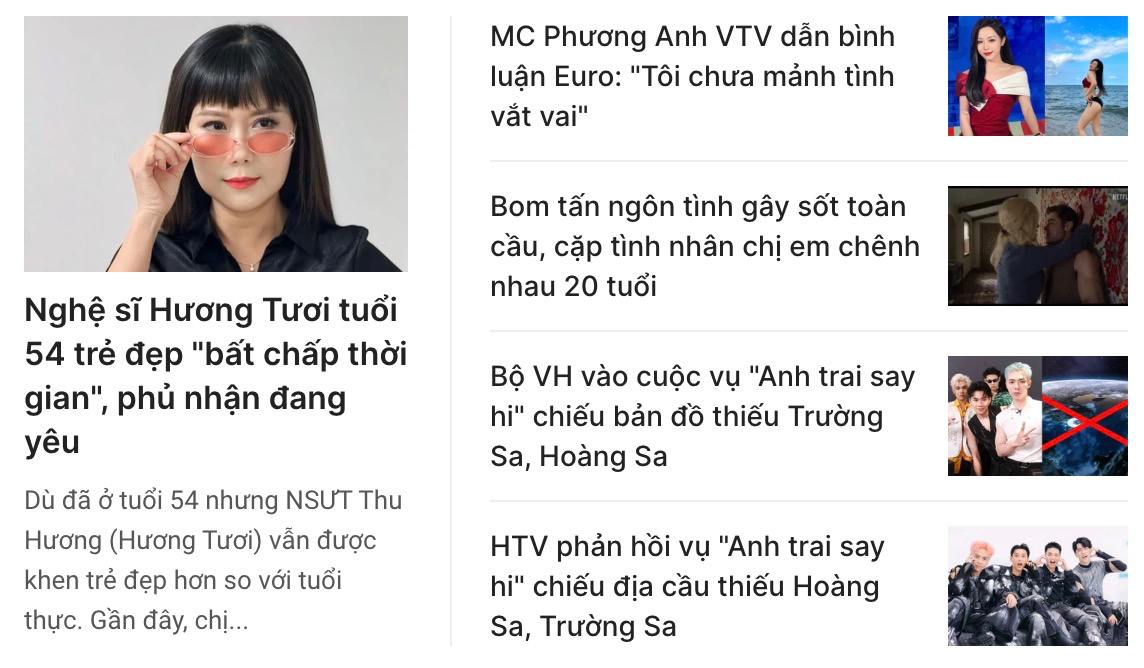 Nghệ sĩ Hương Tươi tuổi
54 trẻ đẹp "bất chấp thời
gian", phủ nhận đang
yêu
Dù đã ở tuổi 54 nhưng NSƯT Thu
Hương (Hương Tươi) vẫn được
khen trẻ đẹp hơn so với tuổi
thực. Gần đây, chị...
MC Phương Anh VTV dẫn bình
luận Euro: "Tôi chưa mảnh tình
vắt vai"
Bom tấn ngôn tình gây sốt toàn
cầu, cặp tình nhân chị em chênh
nhau 20 tuổi
Bộ VH vào cuộc vụ "Anh trai say
hi" chiếu bản đồ thiếu Trường
Sa, Hoàng Sa
HTV phản hồi vụ "Anh trai say
hi" chiếu địa cầu thiếu Hoàng
Sa, Trường Sa